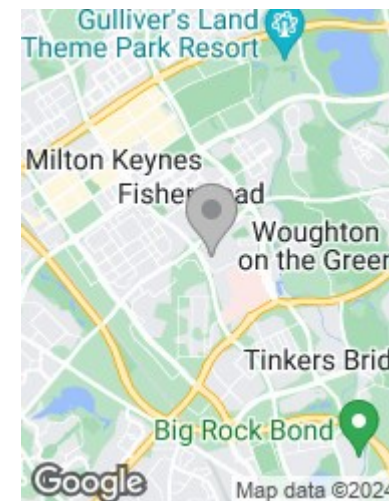 Gulliver's Land
Theme Park Resort
Milton Keynes
Woughton
on the Green
Tinkers Brid
Big Rock Bond
Google
Map data ©2024